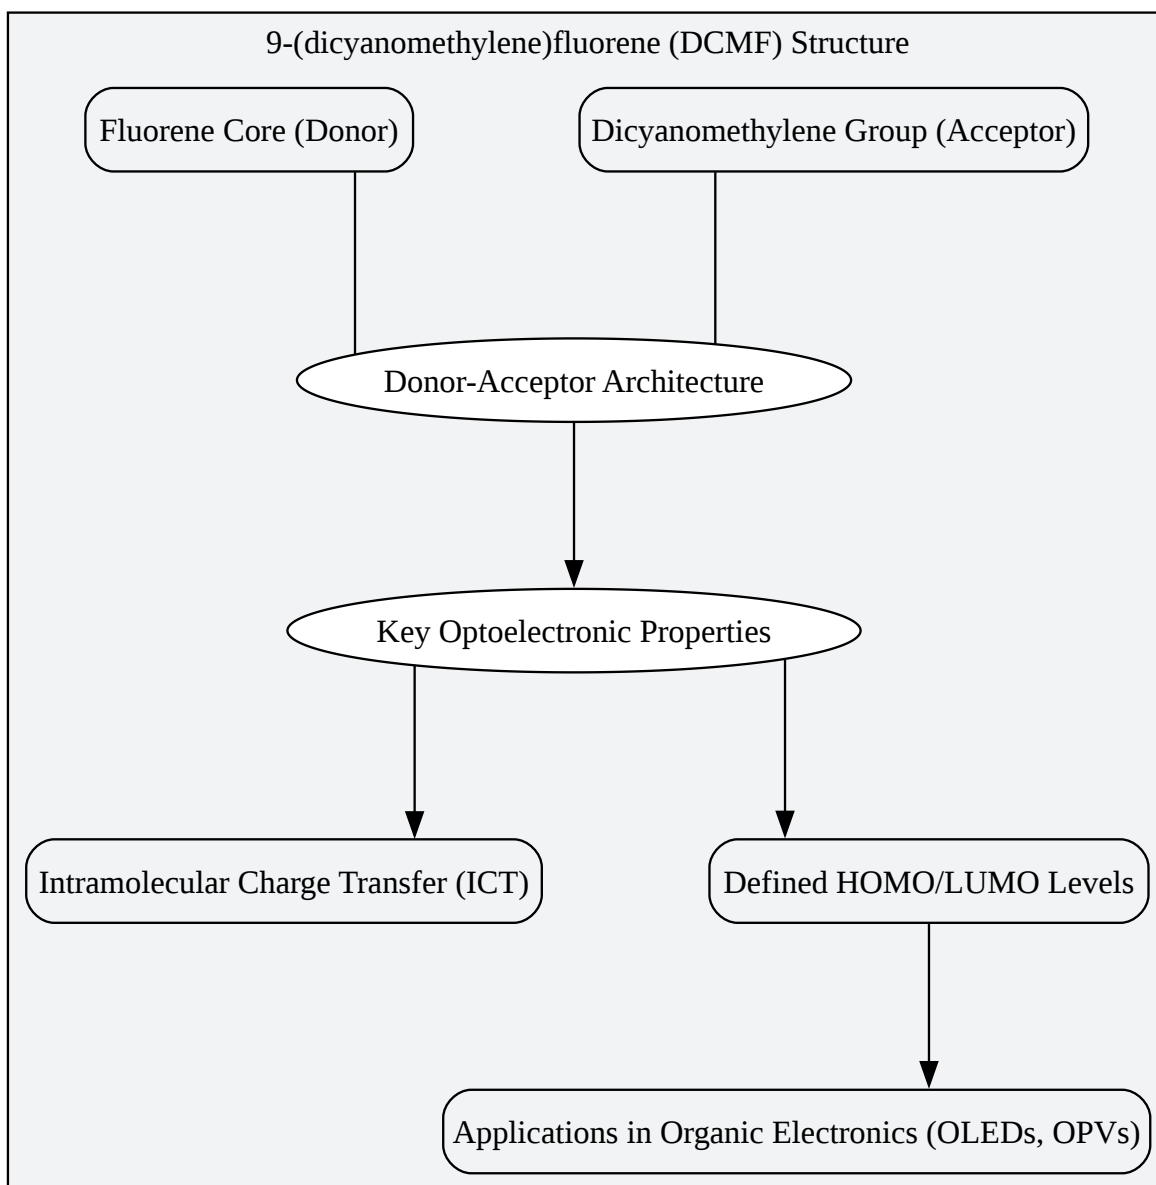 9-(dicyanomethylene)fluorene (DCMF) Structure
Fluorene Core (Donor)
Dicyanomethylene Group (Acceptor)
Donor-Acceptor Architecture
Key Optoelectronic Properties
Intramolecular Charge Transfer (ICT)
Defined HOMO/LUMO Levels
Applications in Organic Electronics (OLEDs, OPVs)